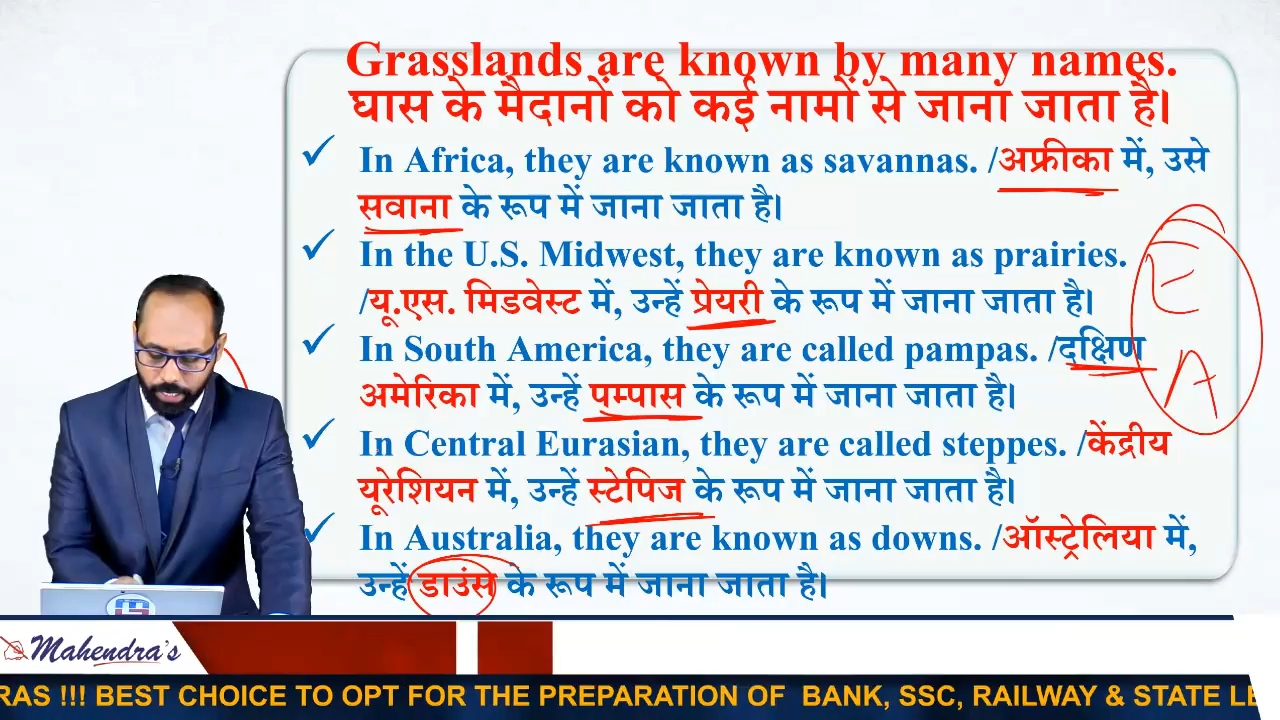 Grasslands are known by many names.
घास के मैदानों को कई नामों से जाना जाता है।
✓ In Africa, they are known as savannas. /अफ्रीका में, उसे
सवाना के रूप में जाना जाता है।
✓ In the U.S. Midwest, they are known as prairies.
/यू.एस. मिडवेस्ट में, उन्हें प्रेयरी के रूप में जाना जाता है।
✓ In South America, they are called pampas. /दक्षिण
अमेरिका में, उन्हें पम्पास के रूप में जाना जाता है।
✓ In Central Eurasian, they are called steppes. /केंद्रीय
यूरेशियन में, उन्हें स्टेपिज के रूप में जाना जाता है।
✓ In Australia, they are known as downs. /ऑस्ट्रेलिया में,
उन्हें डाउंस के रूप में जाना जाता है।
A
Mahendra's
RAS !!! BEST CHOICE TO OPT FOR THE PREPARATION OF BANK, SSC, RAILWAY & STATE LE